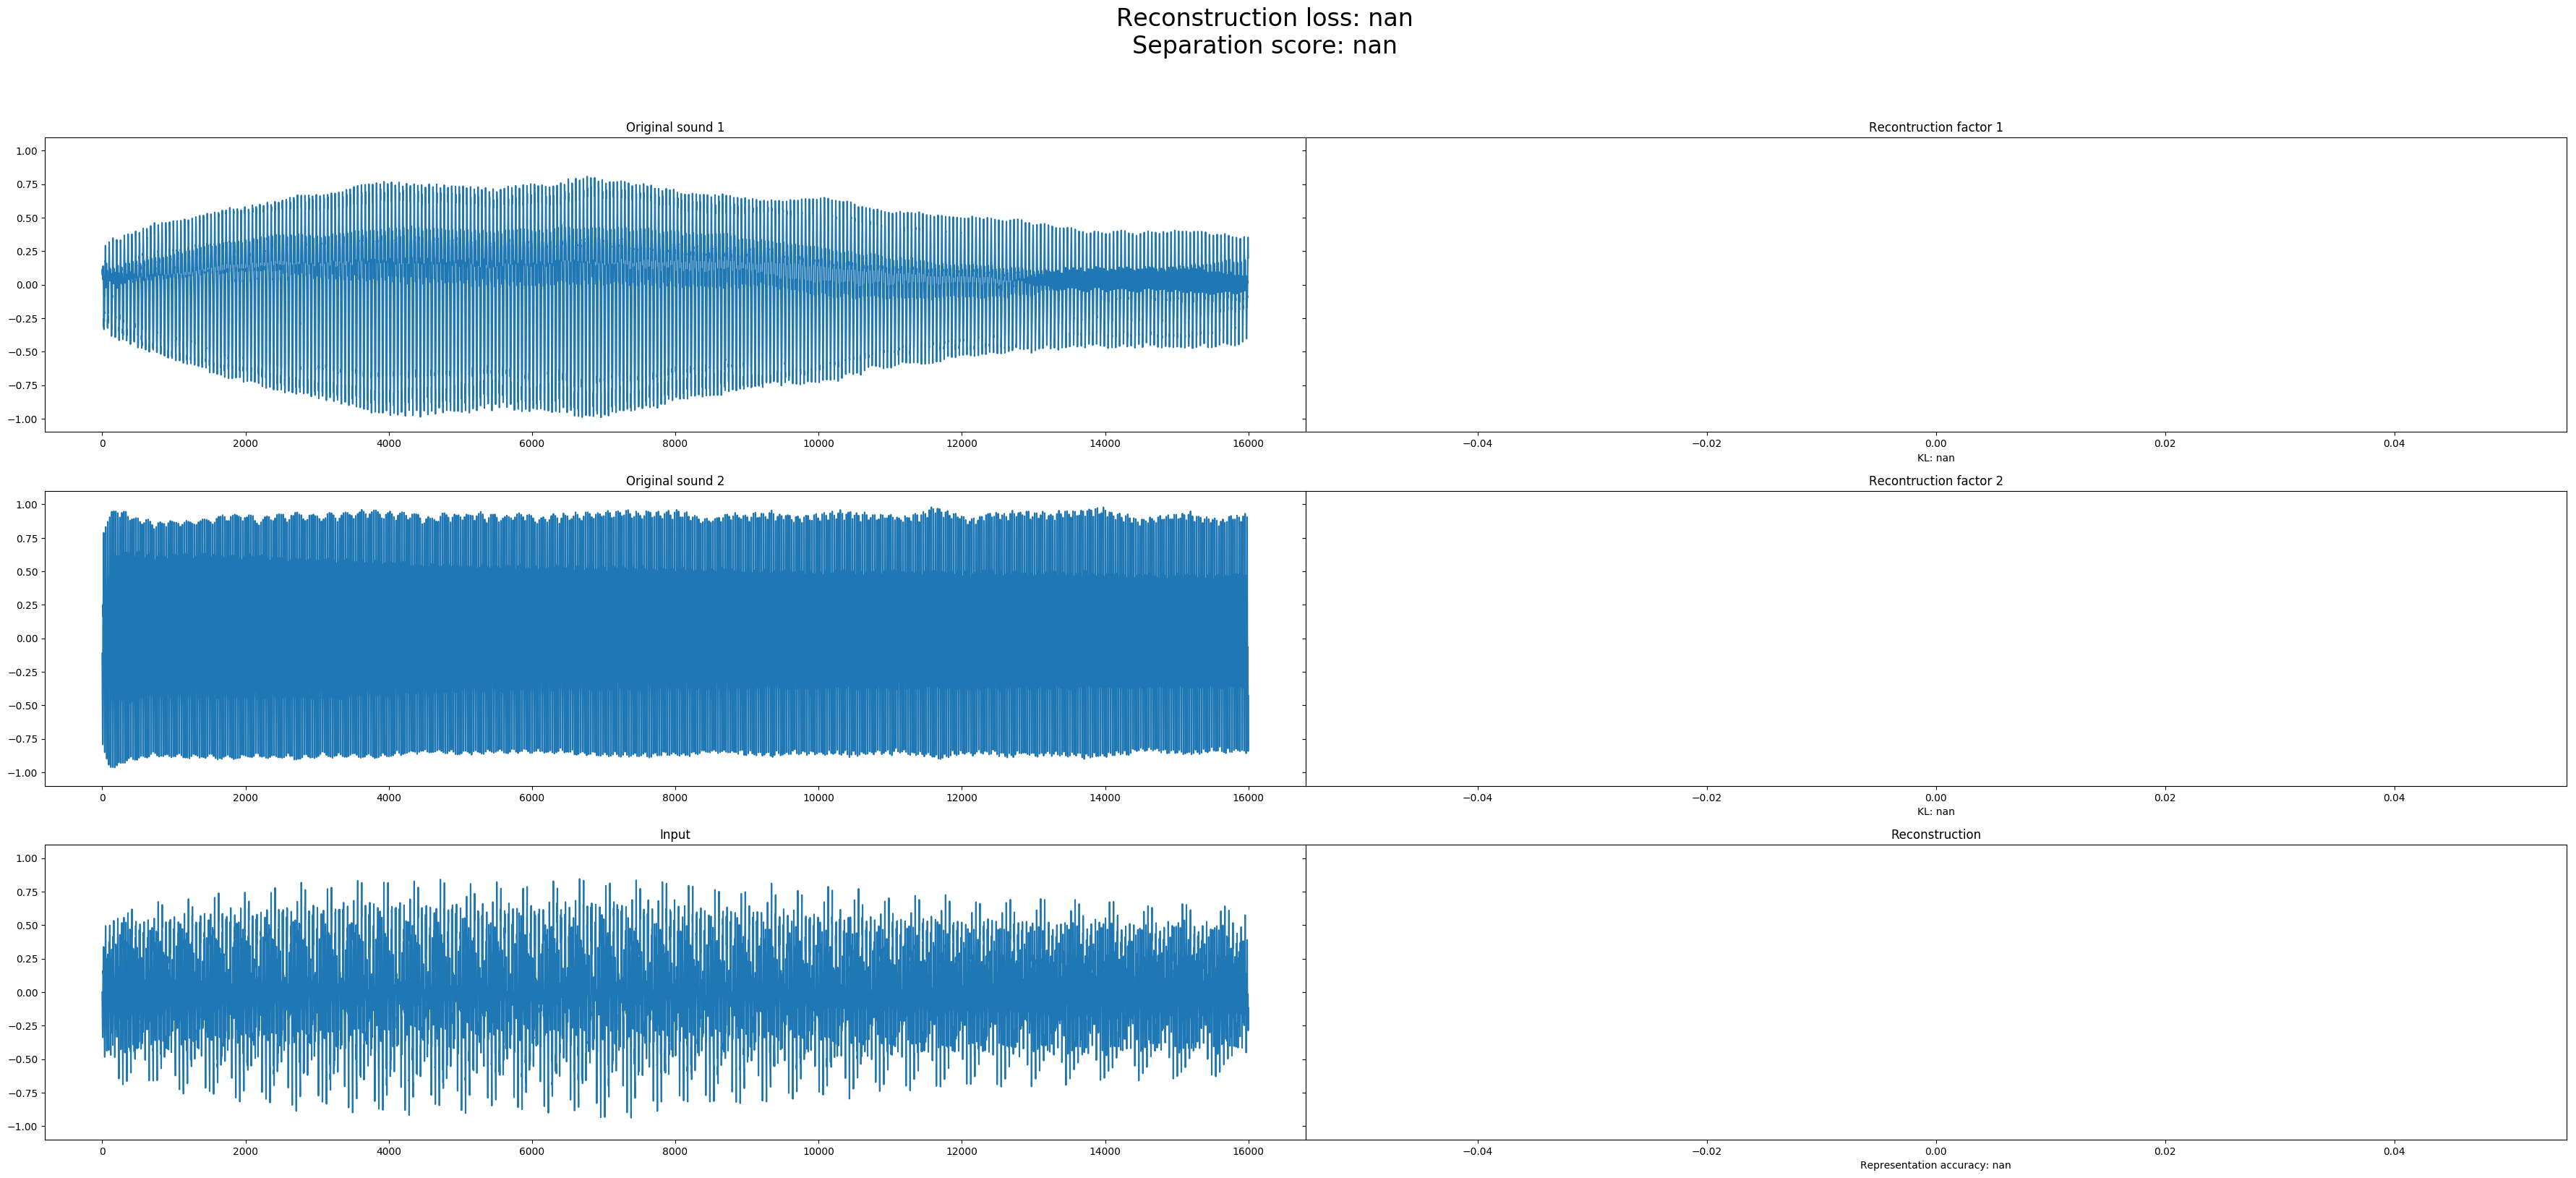 Reconstruction loss: nan
Separation score: nan
Original sound 1
Recontruction factor 1
1.00
0.75
0.50
0.25
0.00
−0.25
−0.50
−0.75
−1.00
0 2000 4000 6000 8000 10000 12000 14000 16000
−0.04 −0.02 0.00 0.02 0.04
KL: nan
Original sound 2
Recontruction factor 2
1.00
0.75
0.50
0.25
0.00
−0.25
−0.50
−0.75
−1.00
0 2000 4000 6000 8000 10000 12000 14000 16000
−0.04 −0.02 0.00 0.02 0.04
KL: nan
Input
Reconstruction
1.00
0.75
0.50
0.25
0.00
−0.25
−0.50
−0.75
−1.00
0 2000 4000 6000 8000 10000 12000 14000 16000
−0.04 −0.02 0.00 0.02 0.04
Representation accuracy: nan